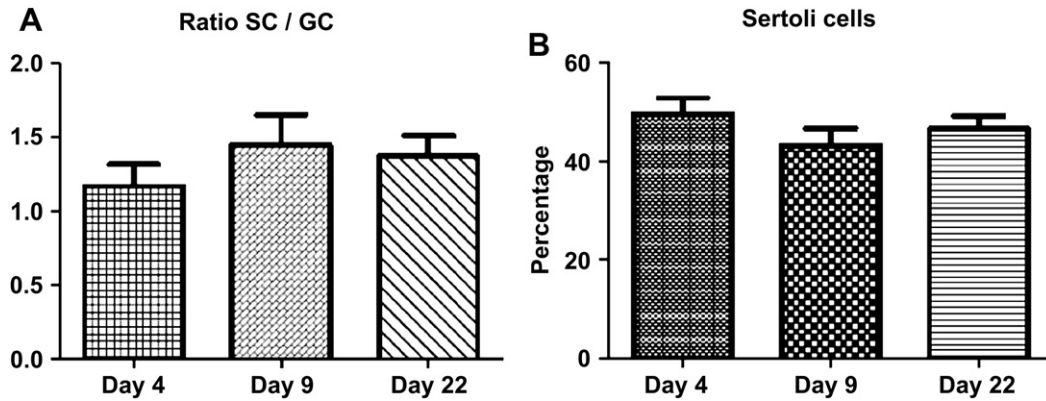 A
Ratio SC / GC
2.0
1.5
1.0
0.5
0.0
Day 4 Day 9 Day 22
B
Sertoli cells
Percentage
60
40
20
0
Day 4 Day 9 Day 22